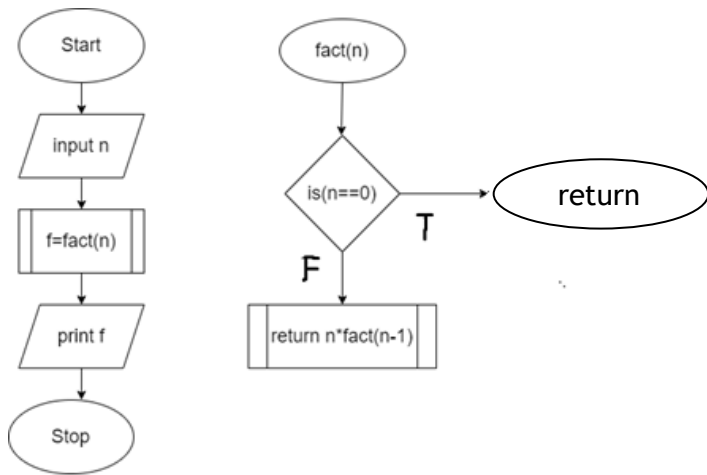 Start
input n
f=fact(n)
print f
Stop
fact(n)
is(n==0)
T
return
F
return n*fact(n-1)